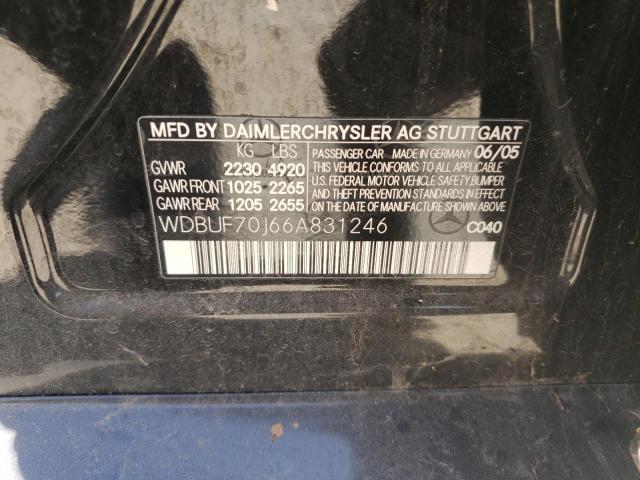 MFD BY DAIMLERCHRYSLER AG STUTTGART
KG LBS
GVWR 2230 4920
GAWR FRONT 1025 2265
GAWR REAR 1205 2655
PASSENGER CAR MADE IN GERMANY 06/05
THIS VEHICLE CONFORMS TO ALL APPLICABLE
U.S. FEDERAL MOTOR VEHICLE SAFETY, BUMPER
AND THEFT PREVENTION STANDARDS IN EFFECT
ON THE DATE OF MANUFACTURE SHOWN ABOVE.
WDBUF70J66A831246
C040